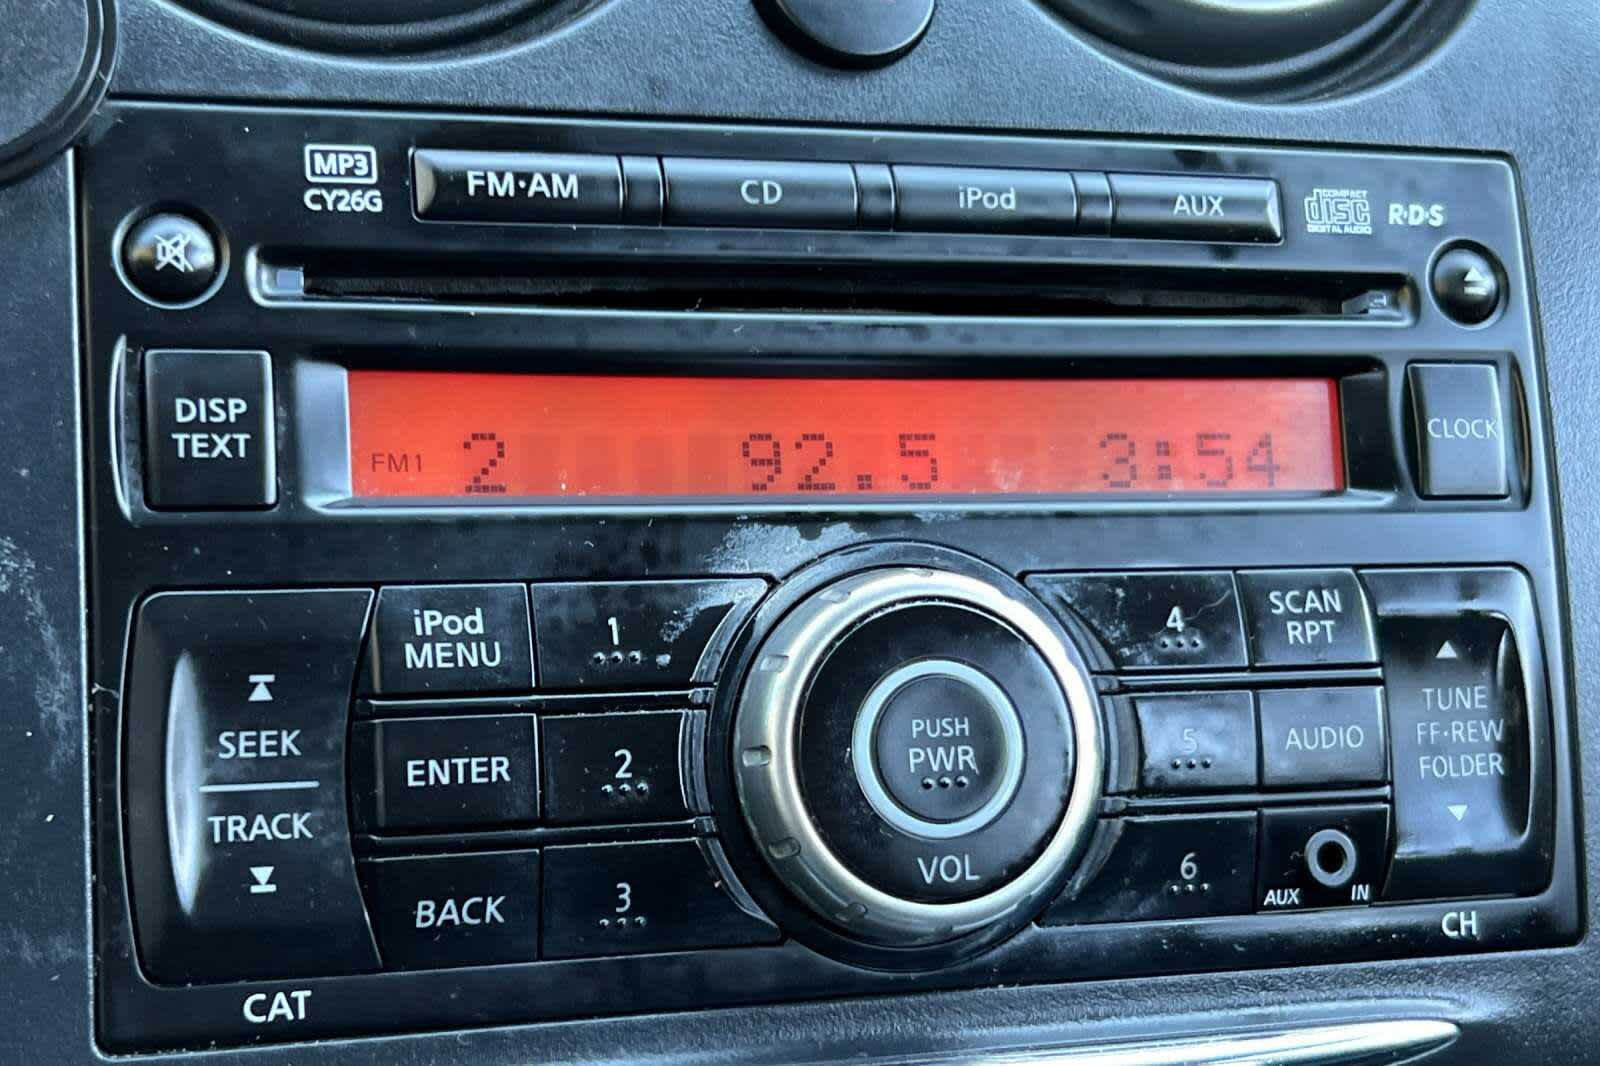 MP3
CY26G
FM·AM
CD
iPod
AUX
COMPACT
disc
DIGITAL AUDIO
R·D·S
DISP
TEXT
FM1 2 92.5 3:54
CLOCK
iPod
MENU
1
4
SCAN
RPT
SEEK
TRACK
ENTER
2
PUSH
PWR
5
AUDIO
TUNE
FF·REW
FOLDER
BACK
3
VOL
6
AUX IN
CAT
CH